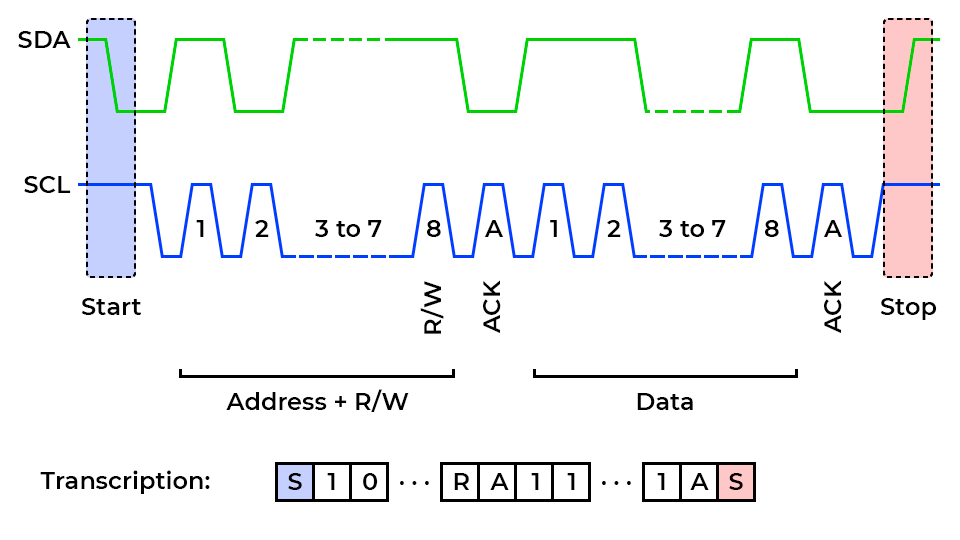 SDA
SCL
1 2 3 to 7 8 A 1 2 3 to 7 8 A
Start R/W ACK ACK Stop
Address + R/W Data
Transcription: S 1 0 ... R A 1 1 ... 1 A S